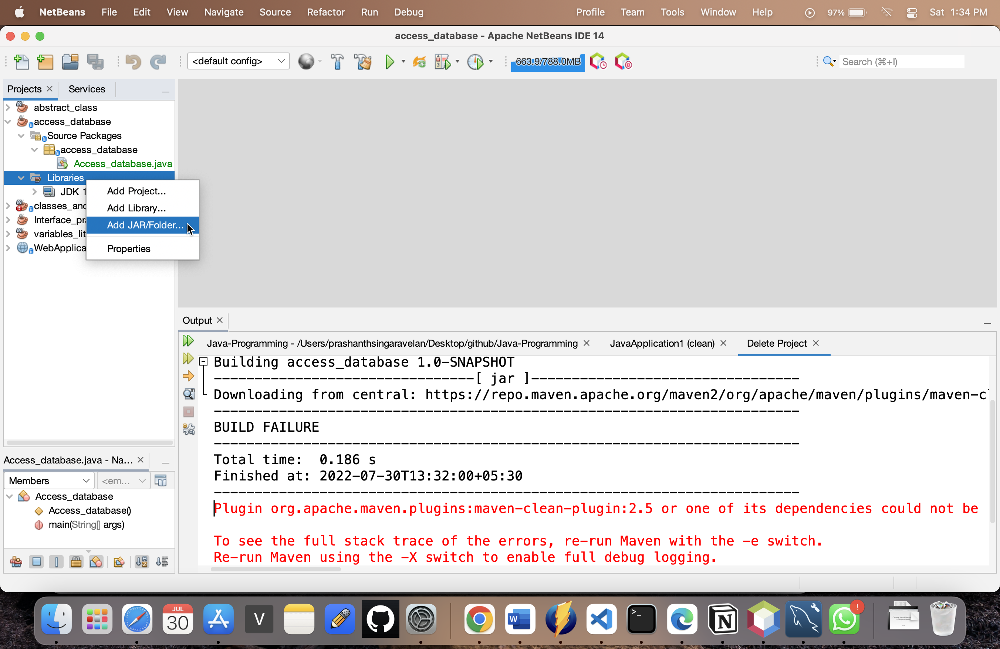 NetBeans File Edit View Navigate Source Refactor Run Debug Profile Team Tools Window Help 97% Sat 1:34 PM
access_database - Apache NetBeans IDE 14
<default config> 663.9/788.0MB Search (⌘+I)
Projects Services
abstract_class
access_database
Source Packages
access_database
Access_database.java
Libraries
JDK 1
classes_and
Interface_pr
variables_lit
WebApplica
Add Project...
Add Library...
Add JAR/Folder...
Properties
Output
Java-Programming - /Users/prashanthsingaravelan/Desktop/github/Java-Programming JavaApplication1 (clean) Delete Project
Building access_database 1.0-SNAPSHOT
--------------------------------[ jar ]---------------------------------
Downloading from central: https://repo.maven.apache.org/maven2/org/apache/maven/plugins/maven-c
------------------------------------------------------------------------
BUILD FAILURE
------------------------------------------------------------------------
Total time:  0.186 s
Finished at: 2022-07-30T13:32:00+05:30
------------------------------------------------------------------------
Plugin org.apache.maven.plugins:maven-clean-plugin:2.5 or one of its dependencies could not be
To see the full stack trace of the errors, re-run Maven with the -e switch.
Re-run Maven using the -X switch to enable full debug logging.
Access_database.java - Na...
Members <em...
Access_database
Access_database()
main(String[] args)
JUL
30